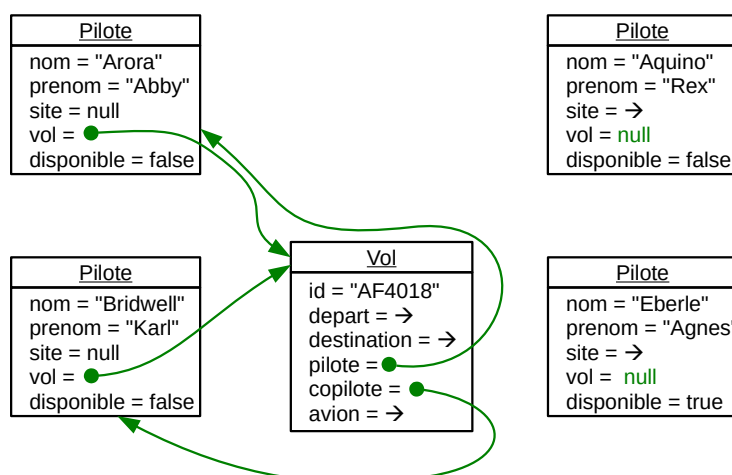 Pilote
nom = "Arora"
prenom = "Abby"
site = null
vol =
disponible = false
Pilote
nom = "Aquino"
prenom = "Rex"
site = →
vol = null
disponible = false
Pilote
nom = "Bridwell"
prenom = "Karl"
site = null
vol =
disponible = false
Vol
id = "AF4018"
depart = →
destination = →
pilote =
copilote =
avion = →
Pilote
nom = "Eberle"
prenom = "Agnes"
site = →
vol = null
disponible = true